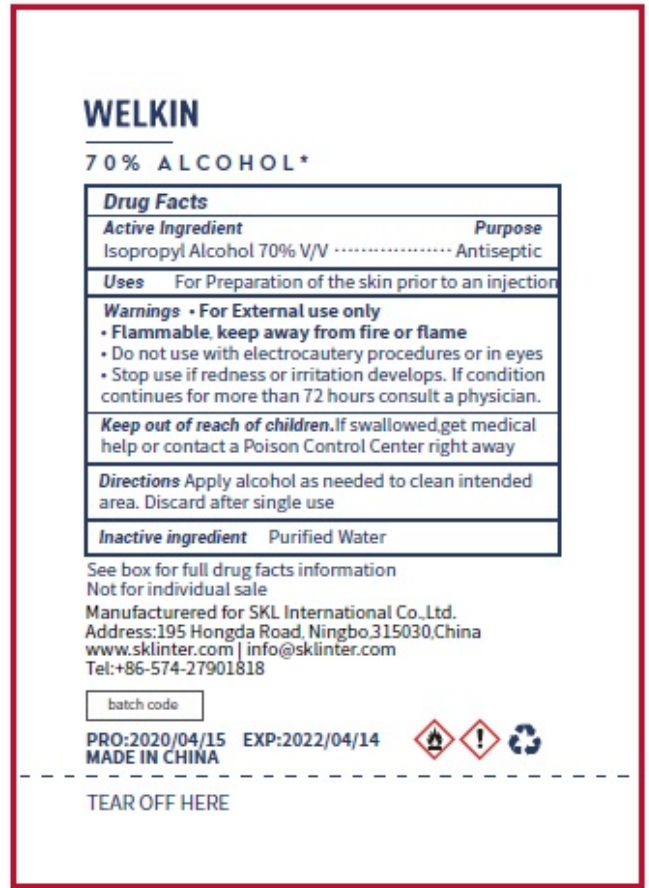 WELKIN
70% ALCOHOL*
Drug Facts
Active Ingredient Purpose
Isopropyl Alcohol 70% V/V ··················· Antiseptic
Uses For Preparation of the skin prior to an injection
Warnings • For External use only
• Flammable, keep away from fire or flame
• Do not use with electrocautery procedures or in eyes
• Stop use if redness or irritation develops. If condition
continues for more than 72 hours consult a physician.
Keep out of reach of children.If swallowed,get medical
help or contact a Poison Control Center right away
Directions Apply alcohol as needed to clean intended
area. Discard after single use
Inactive ingredient Purified Water
See box for full drug facts information
Not for individual sale
Manufacturered for SKL International Co.,Ltd.
Address:195 Hongda Road, Ningbo,315030,China
www.sklinter.com | info@sklinter.com
Tel:+86-574-27901818
batch code
PRO:2020/04/15 EXP:2022/04/14
MADE IN CHINA
TEAR OFF HERE